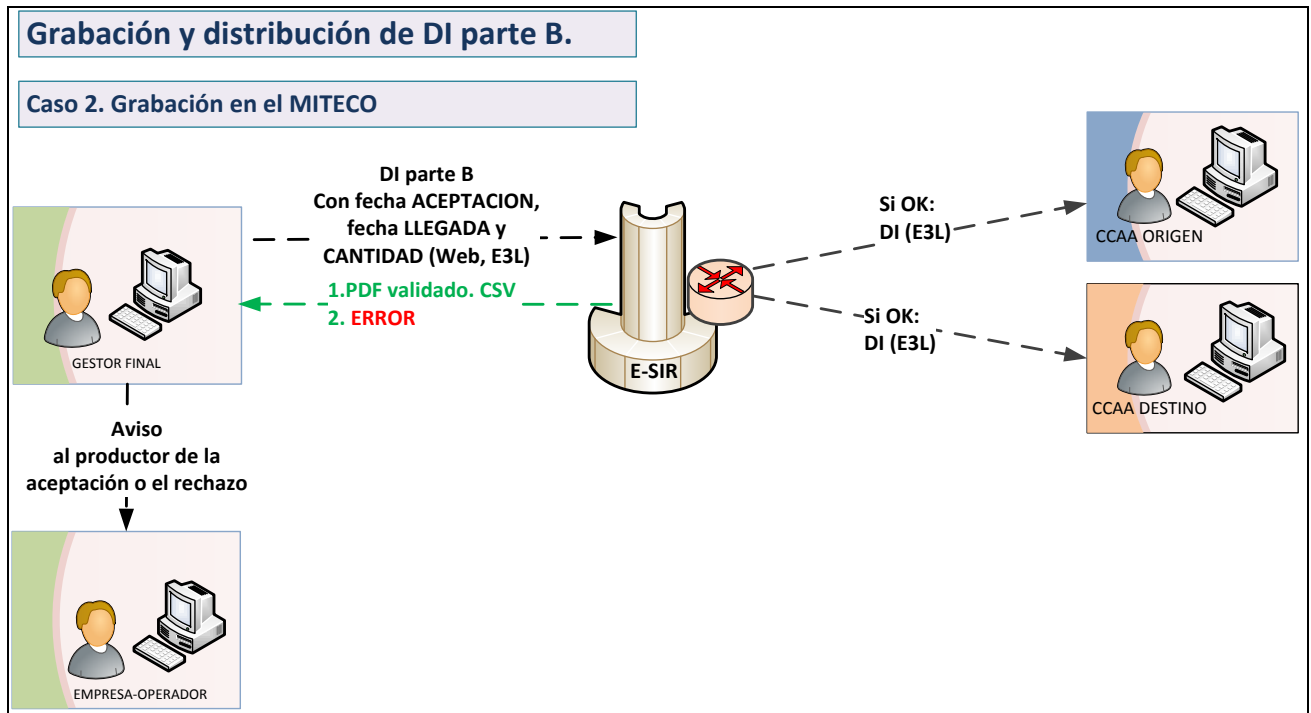 Grabación y distribución de DI parte B.
Caso 2. Grabación en el MITECO
DI parte B
Con fecha ACEPTACION,
fecha LLEGADA y
CANTIDAD (Web, E3L)
1.PDF validado. CSV
2. ERROR
GESTOR FINAL
E-SIR
Si OK:
DI (E3L)
CCAA ORIGEN
Si OK:
DI (E3L)
CCAA DESTINO
Aviso
al productor de la
aceptación o el rechazo
EMPRESA-OPERADOR